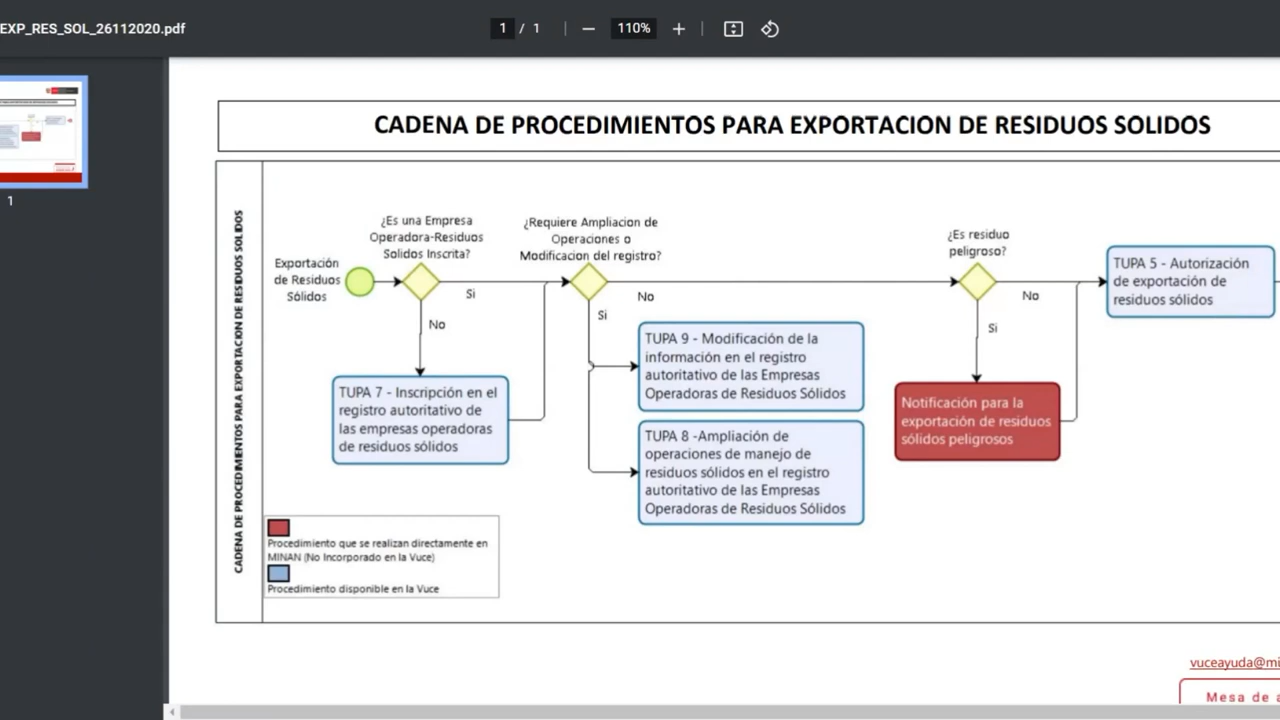 EXP_RES_SOL_26112020.pdf
1 / 1
110%
1
CADENA DE PROCEDIMIENTOS PARA EXPORTACION DE RESIDUOS SOLIDOS
CADENA DE PROCEDIMIENTOS PARA EXPORTACION DE RESIDUOS SOLIDOS
Exportación
de Residuos
Sólidos
¿Es una Empresa
Operadora-Residuos
Solidos Inscrita?
Si
No
TUPA 7 - Inscripción en el
registro autoritativo de
las empresas operadoras
de residuos sólidos
¿Requiere Ampliacion de
Operaciones o
Modificacion del registro?
No
Si
TUPA 9 - Modificación de la
información en el registro
autoritativo de las Empresas
Operadoras de Residuos Sólidos
TUPA 8 -Ampliación de
operaciones de manejo de
residuos sólidos en el registro
autoritativo de las Empresas
Operadoras de Residuos Sólidos
¿Es residuo
peligroso?
No
Si
Notificación para la
exportación de residuos
sólidos peligrosos
TUPA 5 - Autorización
de exportación de
residuos sólidos
Procedimiento que se realizan directamente en
MINAN (No Incorporado en la Vuce)
Procedimiento disponible en la Vuce
vuceayuda@mi
Mesa de a